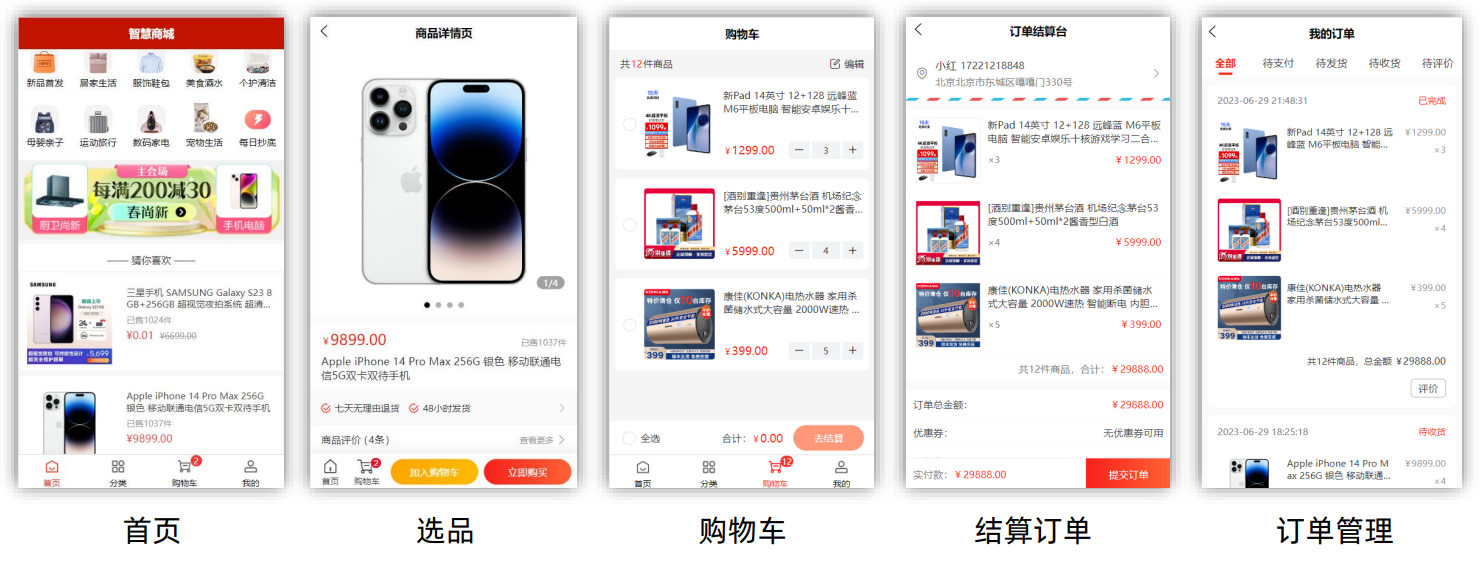 智慧商城
新品首发
居家生活
服饰鞋包
美食酒水
个护清洁
母婴亲子
运动旅行
数码家电
宠物生活
每日抄底
主会场
每满200减30
春尚新
厨卫尚新
手机电脑
—— 猜你喜欢 ——
SAMSUNG
三星手机 SAMSUNG Galaxy S23 8
GB+256GB 超视觉夜拍系统 超清...
已售1024件
¥0.01 ¥6699.00
Apple iPhone 14 Pro Max 256G
银色 移动联通电信5G双卡双待手机
已售1037件
¥9899.00
首页
分类
购物车
2
我的
首页
商品详情页
1/4
¥9899.00
已售1037件
Apple iPhone 14 Pro Max 256G 银色 移动联通电
信5G双卡双待手机
七天无理由退货
48小时发货
商品评价 (4条)
查看更多
首页
购物车
2
加入购物车
立即购买
选品
购物车
共12件商品
编辑
新Pad 14英寸 12+128 远峰蓝
M6平板电脑 智能安卓娱乐十...
¥1299.00
— 3 +
[酒别重逢]贵州茅台酒 机场纪念
茅台53度500ml+50ml*2酱香...
¥5999.00
— 4 +
康佳(KONKA)电热水器 家用杀
菌储水式大容量 2000W速热 ...
¥399.00
— 5 +
全选
合计：¥0.00
去结算
首页
分类
购物车
12
我的
购物车
订单结算台
小红 17221218848
北京北京市东城区嘎嘎门330号
新Pad 14英寸 12+128 远峰蓝 M6平板
电脑 智能安卓娱乐十核游戏学习二合...
×3
¥1299.00
[酒别重逢]贵州茅台酒 机场纪念茅台53
度500ml+50ml*2酱香型白酒
×4
¥5999.00
康佳(KONKA)电热水器 家用杀菌储水
式大容量 2000W速热 智能断电 内胆...
×5
¥399.00
共12件商品，合计：¥29888.00
订单总金额：
¥29888.00
优惠券：
无优惠券可用
实付款：¥29888.00
提交订单
结算订单
我的订单
全部
待支付
待发货
待收货
待评价
2023-06-29 21:48:31
已完成
新Pad 14英寸 12+128 远
峰蓝 M6平板电脑 智能...
¥1299.00
×3
[酒别重逢]贵州茅台酒 机
场纪念茅台53度500ml...
¥5999.00
×4
康佳(KONKA)电热水器
家用杀菌储水式大容量 ...
¥399.00
×5
共12件商品，总金额 ¥29888.00
评价
2023-06-29 18:25:18
待收货
Apple iPhone 14 Pro M
ax 256G 银色 移动联通...
¥9899.00
×4
订单管理